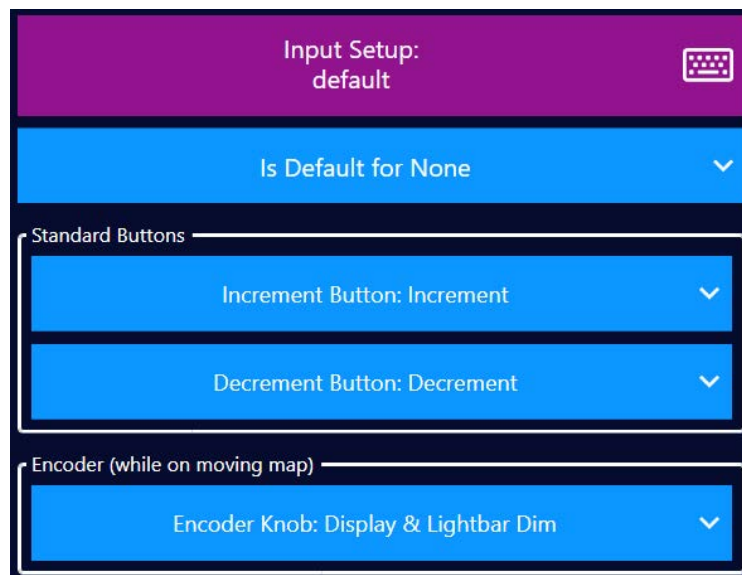 Input Setup:
default
Is Default for None
Standard Buttons
Increment Button: Increment
Decrement Button: Decrement
Encoder (while on moving map)
Encoder Knob: Display & Lightbar Dim